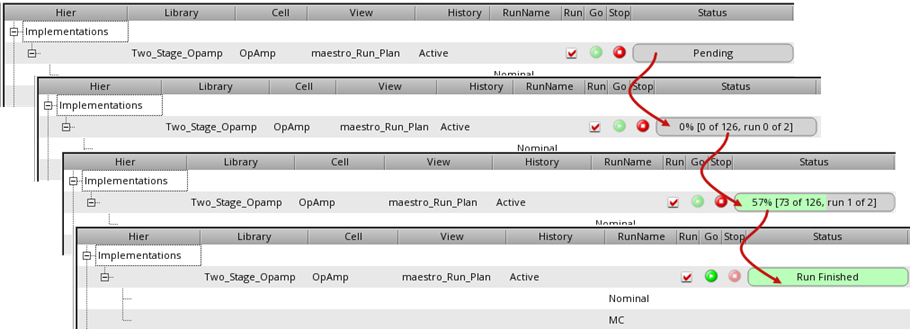 Hier Library Cell View History RunName Run Go Stop Status
Implementations
Two_Stage_Opamp OpAmp maestro_Run_Plan Active Pending
Nominal
Hier Library Cell View History RunName Run Go Stop Status
Implementations
Two_Stage_Opamp OpAmp maestro_Run_Plan Active 0% [0 of 126, run 0 of 2]
Nominal
Hier Library Cell View History RunName Run Go Stop Status
Implementations
Two_Stage_Opamp OpAmp maestro_Run_Plan Active 57% [73 of 126, run 1 of 2]
Nominal
Hier Library Cell View History RunName Run Go Stop Status
Implementations
Two_Stage_Opamp OpAmp maestro_Run_Plan Active Run Finished
Nominal
MC